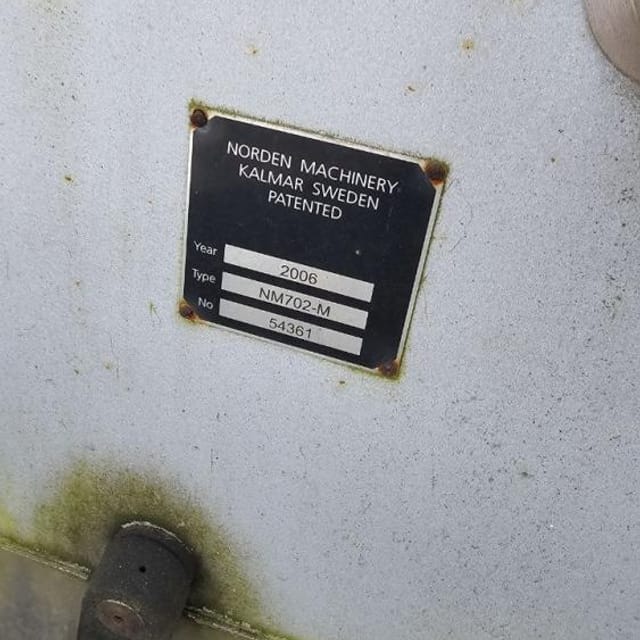 NORDEN MACHINERY
KALMAR SWEDEN
PATENTED
Year 2006
Type NM702-M
No 54361